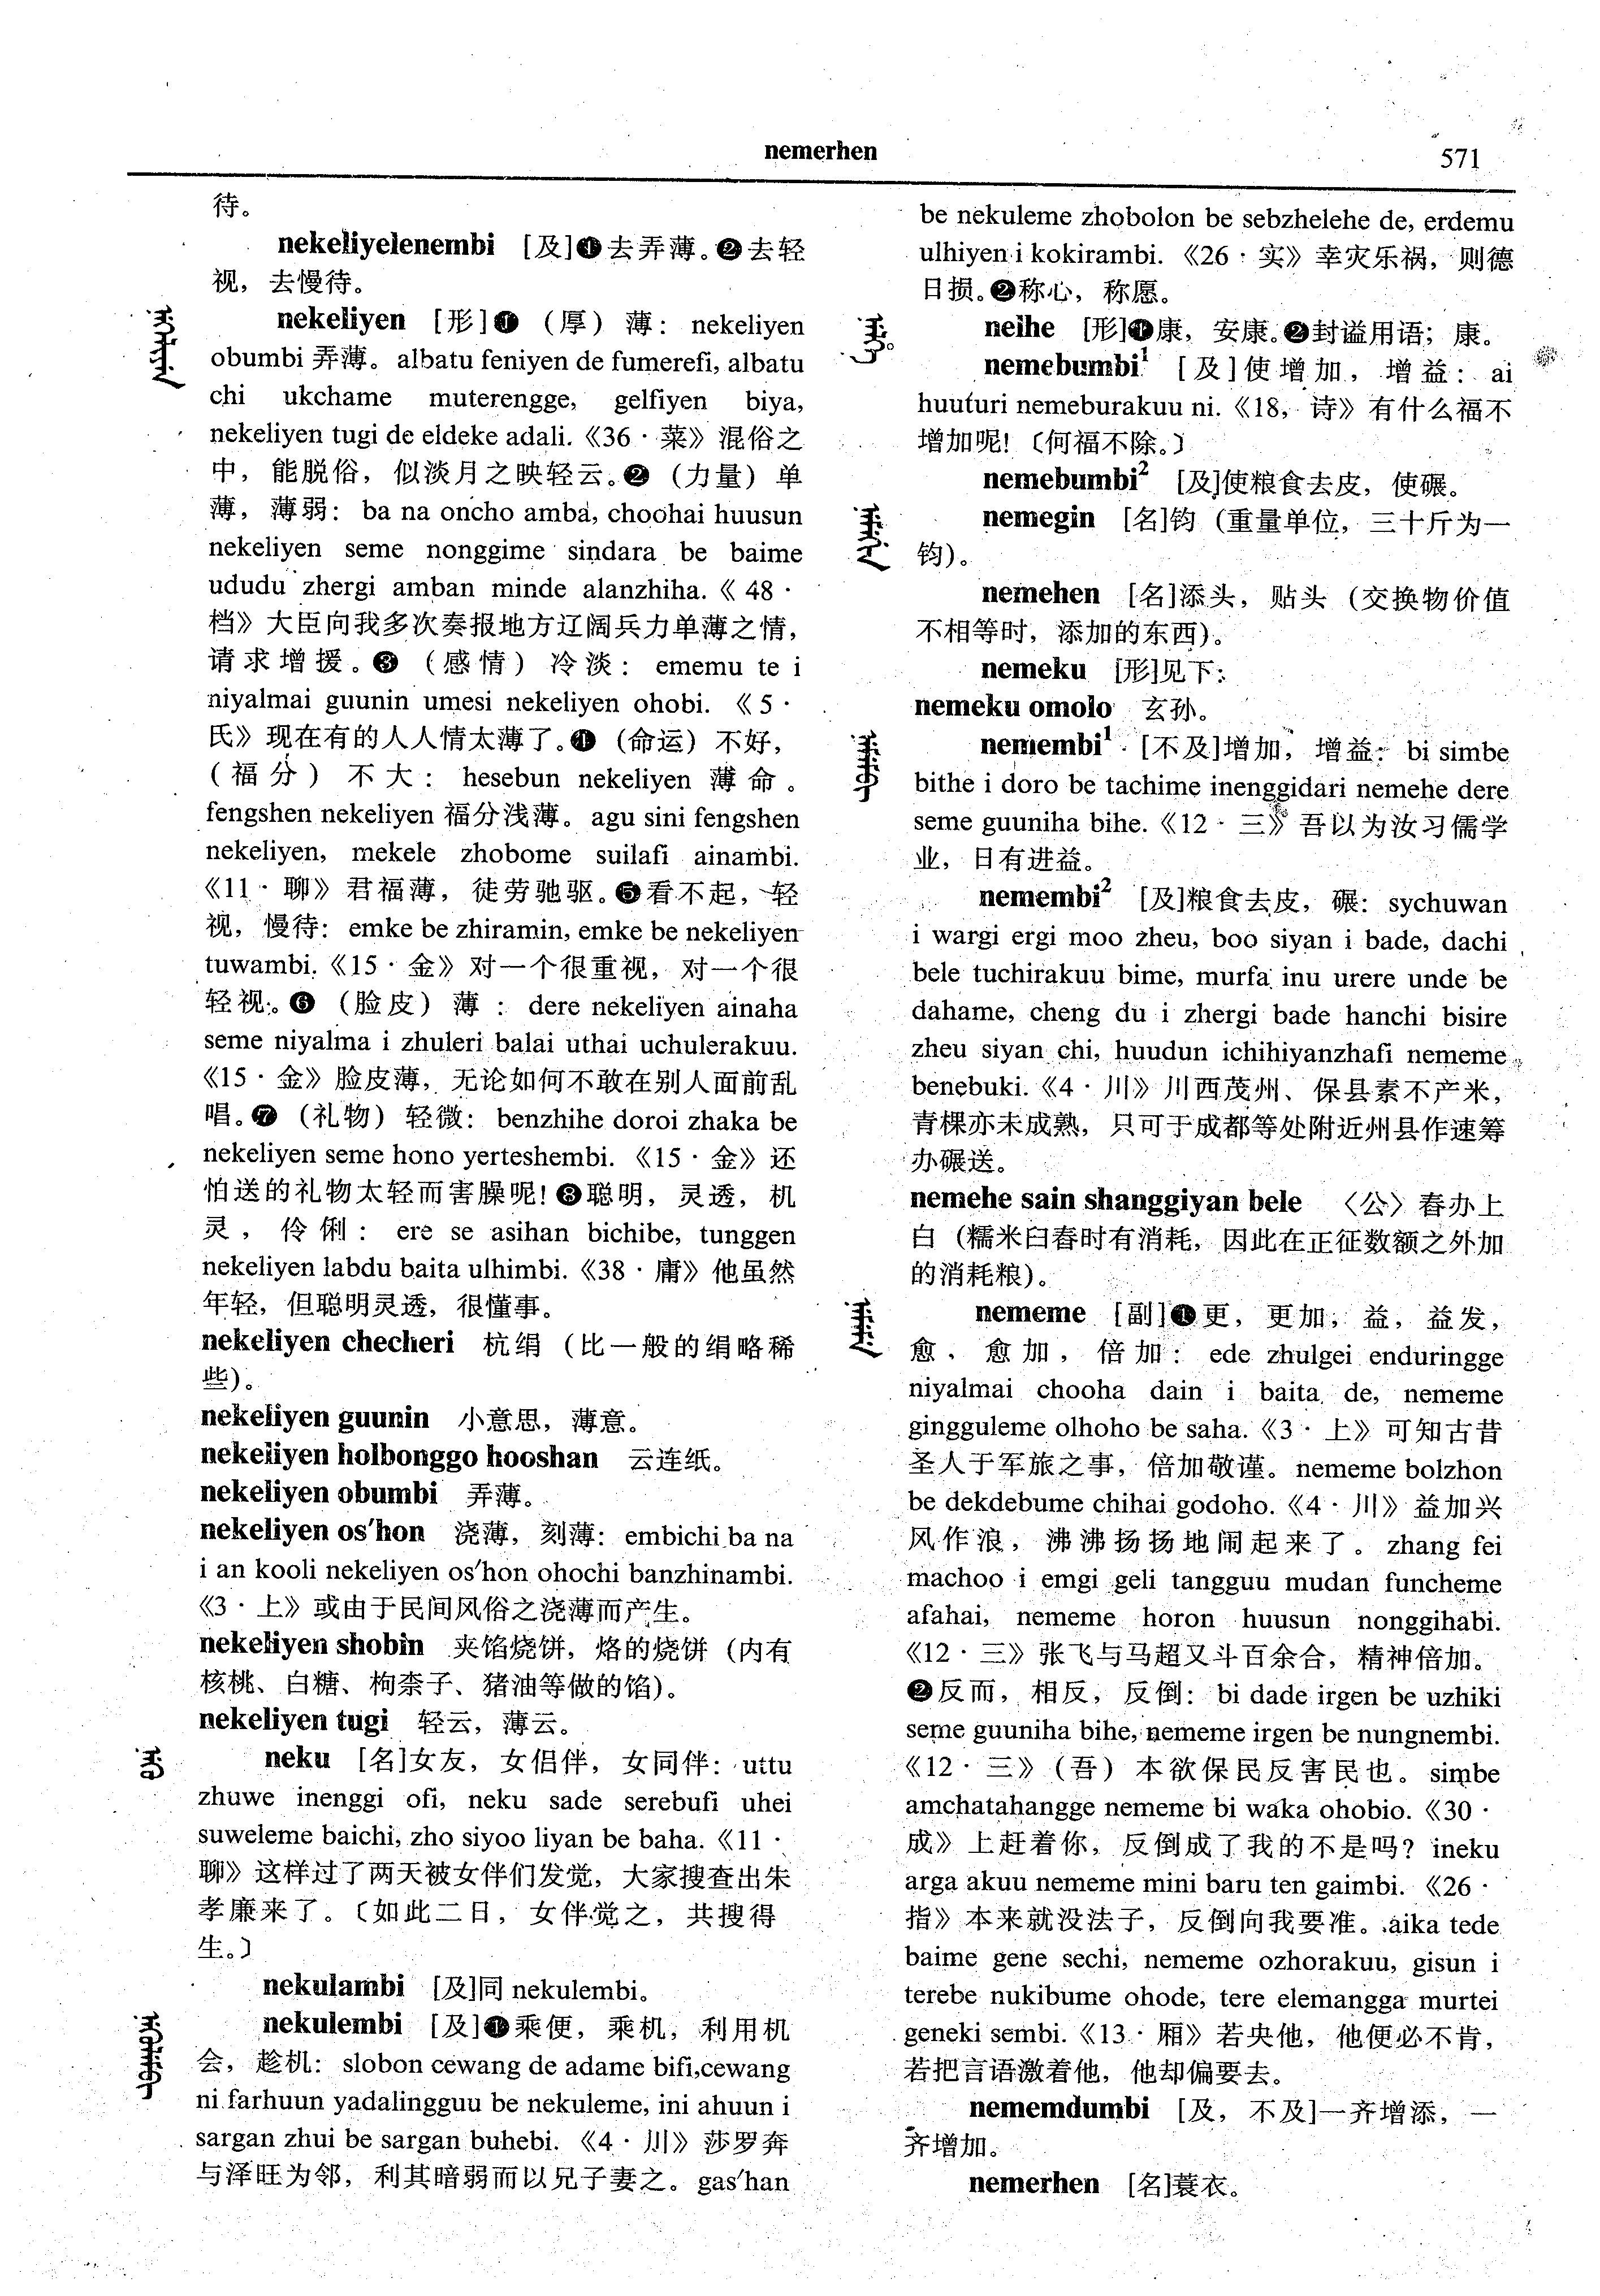 nemerhen
571
待。
nekeliyelenembi [及]❶去弄薄。❷去轻
视，去慢待。
nekeliyen [形]❶（厚）薄：nekeliyen
obumbi 弄薄。albatu feniyen de fumerefi, albatu
chi ukchame muterengge, gelfiyen biya,
nekeliyen tugi de eldeke adali.《36·菜》混俗之
中，能脱俗，似淡月之映轻云。❷（力量）单
薄，薄弱：ba na oncho amba, choohai huusun
nekeliyen seme nonggime sindara be baime
ududu zhergi amban minde alanzhiha.《48·
档》大臣向我多次奏报地方辽阔兵力单薄之情，
请求增援。❸（感情）冷淡：ememu te i
niyalmai guunin umesi nekeliyen ohobi.《5·
氏》现在有的人人情太薄了。❹（命运）不好，
（福分）不大：hesebun nekeliyen 薄命。
fengshen nekeliyen 福分浅薄。agu sini fengshen
nekeliyen, mekele zhobome suilafi ainambi.
《11·聊》君福薄，徒劳驰驱。❺看不起，轻
视，慢待：emke be zhiramin, emke be nekeliyen
tuwambi.《15·金》对一个很重视，对一个很
轻视。❻（脸皮）薄：dere nekeliyen ainaha
seme niyalma i zhuleri balai uthai uchulerakuu.
《15·金》脸皮薄，无论如何不敢在别人面前乱
唱。❼（礼物）轻微：benzhihe doroi zhaka be
nekeliyen seme hono yerteshembi.《15·金》还
怕送的礼物太轻而害臊呢！❽聪明，灵透，机
灵，伶俐：ere se asihan bichibe, tunggen
nekeliyen labdu baita ulhimbi.《38·庸》他虽然
年轻，但聪明灵透，很懂事。
nekeliyen checheri 杭绢（比一般的绢略稀
些）。
nekeliyen guunin 小意思，薄意。
nekeliyen holbonggo hooshan 云连纸。
nekeliyen obumbi 弄薄。
nekeliyen os'hon 浇薄，刻薄：embichi ba na
i an kooli nekeliyen os'hon ohochi banzhinambi.
《3·上》或由于民间风俗之浇薄而产生。
nekeliyen shobin 夹馅烧饼，烙的烧饼（内有
核桃、白糖、枸柰子、猪油等做的馅）。
nekeliyen tugi 轻云，薄云。
neku [名]女友，女侣伴，女同伴：uttu
zhuwe inenggi ofi, neku sade serebufi uhei
suweleme baichi, zho siyoo liyan be baha.《11·
聊》这样过了两天被女伴们发觉，大家搜查出朱
孝廉来了。〔如此二日，女伴觉之，共搜得
生。〕
nekulambi [及]同 nekulembi。
nekulembi [及]❶乘便，乘机，利用机
会，趁机：slobon cewang de adame bifi,cewang
ni farhuun yadalingguu be nekuleme, ini ahuun i
sargan zhui be sargan buhebi.《4·川》莎罗奔
与泽旺为邻，利其暗弱而以兄子妻之。gas'han
be nekuleme zhobolon be sebzhelehe de, erdemu
ulhiyen i kokirambi.《26·实》幸灾乐祸，则德
日损。❷称心，称愿。
neihe [形]❶康，安康。❷封谥用语；康。
nemebumbi¹ [及]使增加，增益：ai
huuturi nemeburakuu ni.《18，诗》有什么福不
增加呢！〔何福不除。〕
nemebumbi² [及]使粮食去皮，使碾。
nemegin [名]钧（重量单位，三十斤为一
钧）。
nemehen [名]添头，贴头（交换物价值
不相等时，添加的东西）。
nemeku [形]见下：
nemeku omolo 玄孙。
nemembi¹ [不及]增加，增益：bi simbe
bithe i doro be tachime inenggidari nemehe dere
seme guuniha bihe.《12·三》吾以为汝习儒学
业，日有进益。
nemembi² [及]粮食去皮，碾：sychuwan
i wargi ergi moo zheu, boo siyan i bade, dachi
bele tuchirakuu bime, murfa inu urere unde be
dahame, cheng du i zhergi bade hanchi bisire
zheu siyan chi, huudun ichihiyanzhafi nememe
benebuki.《4·川》川西茂州、保县素不产米，
青棵亦未成熟，只可于成都等处附近州县作速筹
办碾送。
nemehe sain shanggiyan bele 〈公〉舂办上
白（糯米臼舂时有消耗，因此在正征数额之外加
的消耗粮）。
nememe [副]❶更，更加；益，益发，
愈，愈加，倍加：ede zhulgei enduringge
niyalmai chooha dain i baita de, nememe
gingguleme olhoho be saha.《3·上》可知古昔
圣人于军旅之事，倍加敬谨。nememe bolzhon
be dekdebume chihai godoho.《4·川》益加兴
风作浪，沸沸扬扬地闹起来了。zhang fei
machoo i emgi geli tangguu mudan funcheme
afahai, nememe horon huusun nonggihabi.
《12·三》张飞与马超又斗百余合，精神倍加。
❷反而，相反，反倒：bi dade irgen be uzhiki
seme guuniha bihe, nememe irgen be nungnembi.
《12·三》（吾）本欲保民反害民也。simbe
amchatahangge nememe bi waka ohobio.《30·
成》上赶着你，反倒成了我的不是吗？ineku
arga akuu nememe mini baru ten gaimbi.《26·
指》本来就没法子，反倒向我要准。aika tede
baime gene sechi, nememe ozhorakuu, gisun i
terebe nukibume ohode, tere elemangga murtei
geneki sembi.《13·厢》若央他，他便必不肯，
若把言语激着他，他却偏要去。
nememdumbi [及，不及]一齐增添，一
齐增加。
nemerhen [名]蓑衣。